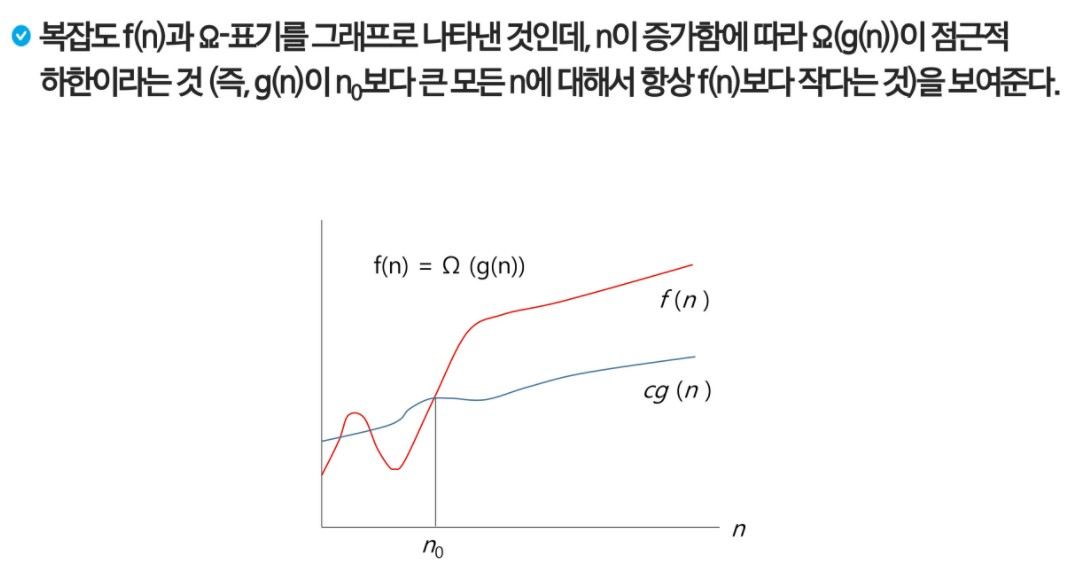 복잡도 f(n)과 Ω-표기를 그래프로 나타낸 것인데, n이 증가함에 따라 Ω(g(n))이 점근적
하한이라는 것 (즉, g(n)이 n₀보다 큰 모든 n에 대해서 항상 f(n)보다 작다는 것)을 보여준다.
f(n) = Ω (g(n))
f (n)
cg (n)
n
n₀